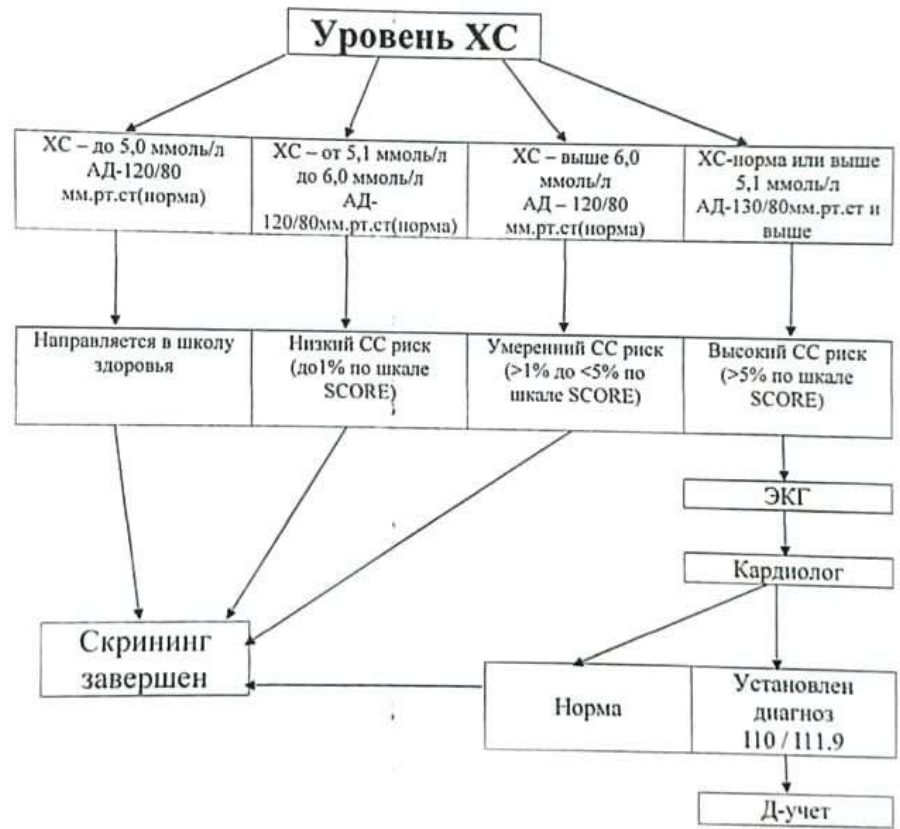 Уровень ХС
ХС – до 5,0 ммоль/л
АД-120/80
мм.рт.ст(норма)
ХС – от 5,1 ммоль/л
до 6,0 ммоль/л
АД-
120/80мм.рт.ст(норма)
ХС – выше 6,0
ммоль/л
АД – 120/80
мм.рт.ст(норма)
ХС-норма или выше
5,1 ммоль/л
АД-130/80мм.рт.ст и
выше
Направляется в школу
здоровья
Низкий СС риск
(до1% по шкале
SCORE)
Умеренний СС риск
(>1% до <5% по
шкале SCORE)
Высокий СС риск
(>5% по шкале
SCORE)
ЭКГ
Кардиолог
Скрининг
завершен
Норма
Установлен
диагноз
I10 / I11.9
Д-учет